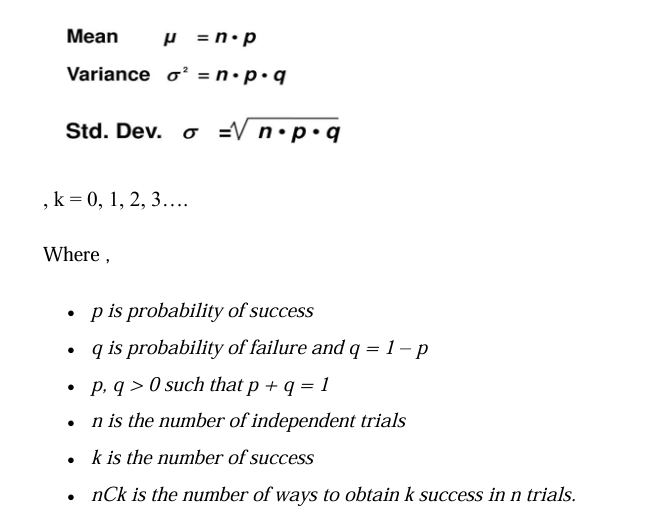 Mean μ = n • p
Variance σ² = n • p • q
Std. Dev. σ =√ n • p • q
, k = 0, 1, 2, 3….
Where ,
• p is probability of success
• q is probability of failure and q = 1 – p
• p, q > 0 such that p + q = 1
• n is the number of independent trials
• k is the number of success
• nCk is the number of ways to obtain k success in n trials.